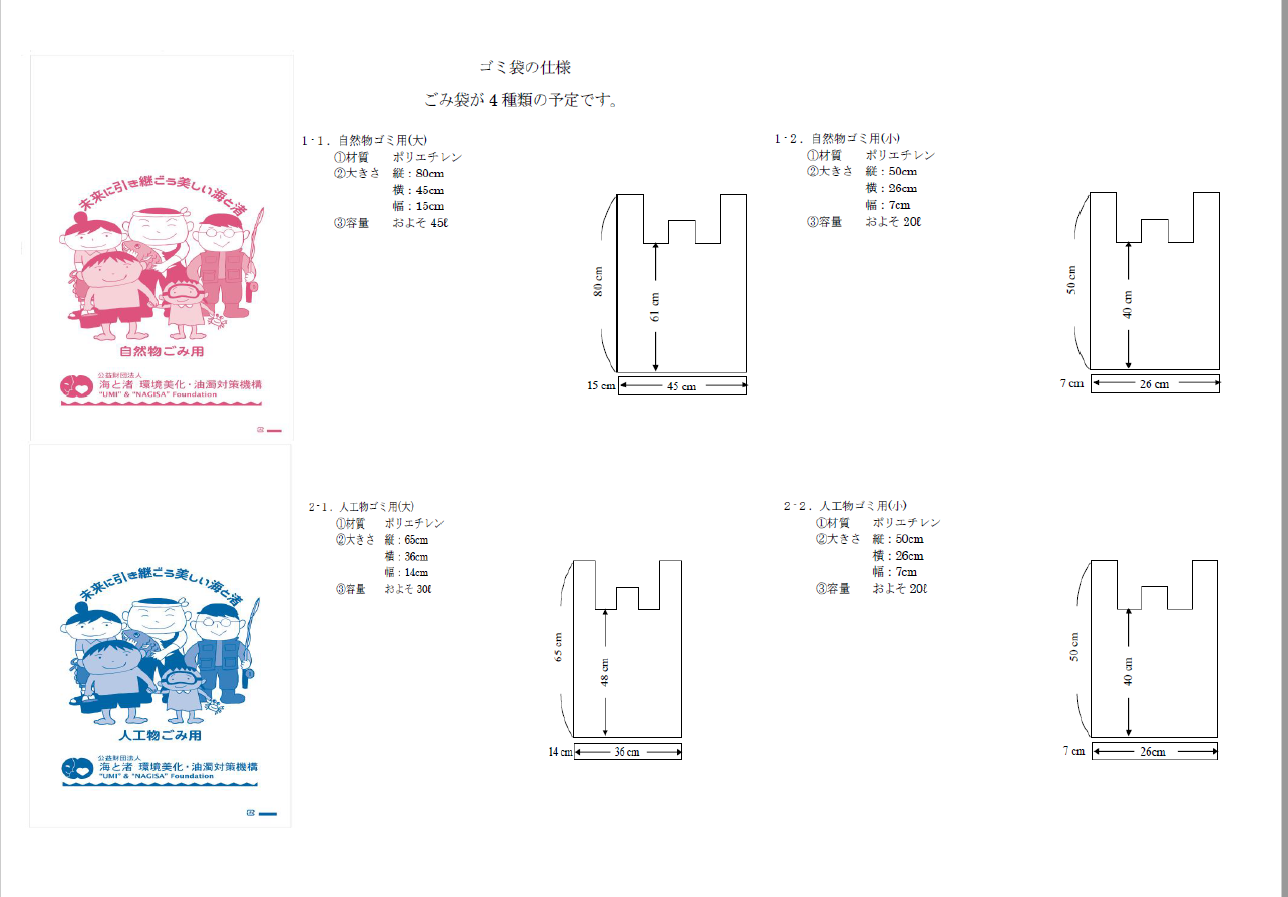 ゴミ袋の仕様
ごみ袋が4種類の予定です。
未来に引き継ごう美しい海と渚
自然物ごみ用
公益財団法人
海と渚 環境美化・油濁対策機構
"UMI" & "NAGISA" Foundation
1-1．自然物ゴミ用(大)
①材質 ポリエチレン
②大きさ 縦：80cm
横：45cm
幅：15cm
③容量 およそ 45ℓ
80 cm
61 cm
15 cm
45 cm
1-2．自然物ゴミ用(小)
①材質 ポリエチレン
②大きさ 縦：50cm
横：26cm
幅：7cm
③容量 およそ 20ℓ
50 cm
40 cm
7 cm
26 cm
未来に引き継ごう美しい海と渚
人工物ごみ用
公益財団法人
海と渚 環境美化・油濁対策機構
"UMI" & "NAGISA" Foundation
2-1．人工物ゴミ用(大)
①材質 ポリエチレン
②大きさ 縦：65cm
横：36cm
幅：14cm
③容量 およそ 30ℓ
65 cm
48 cm
14 cm
36 cm
2-2．人工物ゴミ用(小)
①材質 ポリエチレン
②大きさ 縦：50cm
横：26cm
幅：7cm
③容量 およそ 20ℓ
50 cm
40 cm
7 cm
26cm